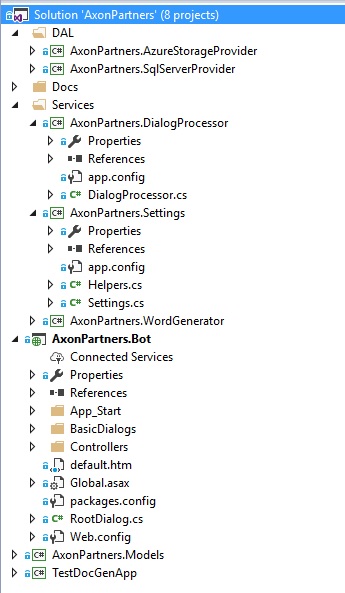 Solution 'AxonPartners' (8 projects)
DAL
C# AxonPartners.AzureStorageProvider
C# AxonPartners.SqlServerProvider
Docs
Services
C# AxonPartners.DialogProcessor
Properties
References
app.config
C# DialogProcessor.cs
C# AxonPartners.Settings
Properties
References
app.config
C# Helpers.cs
C# Settings.cs
C# AxonPartners.WordGenerator
AxonPartners.Bot
Connected Services
Properties
References
App_Start
BasicDialogs
Controllers
default.htm
Global.asax
packages.config
C# RootDialog.cs
Web.config
C# AxonPartners.Models
C# TestDocGenApp